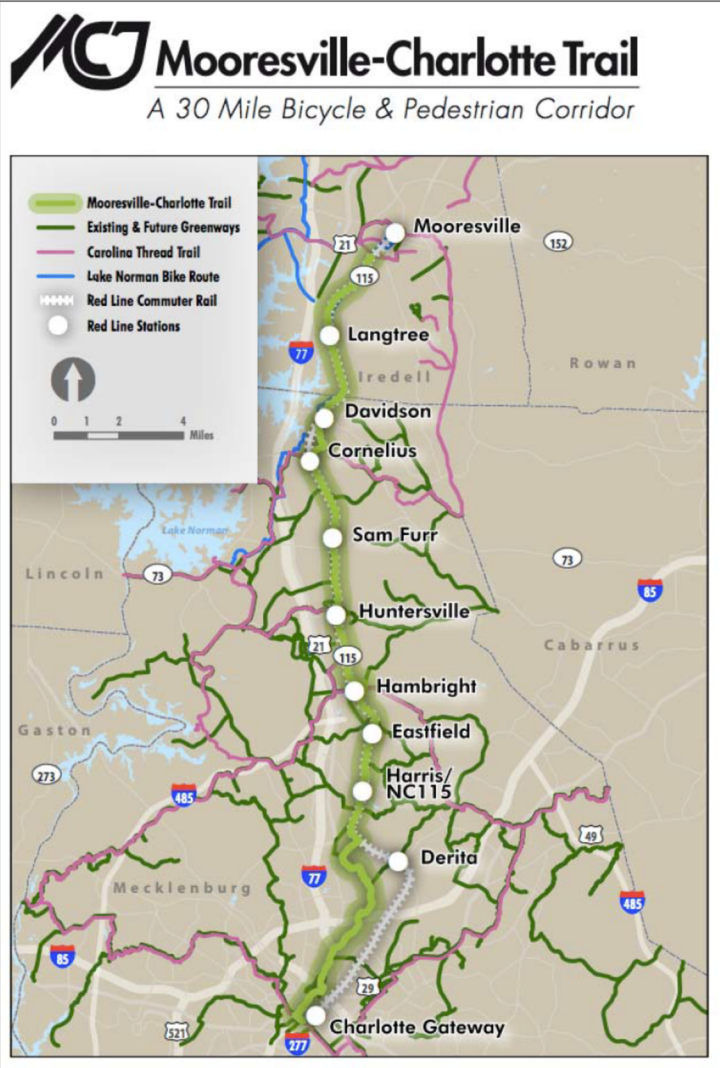 MCT
Mooresville-Charlotte Trail
A 30 Mile Bicycle & Pedestrian Corridor
Mooresville-Charlotte Trail
Existing & Future Greenways
Carolina Thread Trail
Lake Norman Bike Route
Red Line Commuter Rail
Red Line Stations
0 1 2 4
Miles
Mooresville
21
152
115
Langtree
77
Iredell
Rowan
Davidson
Cornelius
Lake Norman
Sam Furr
73
Lincoln
73
85
Huntersville
21
115
Cabarrus
Hambright
Gaston
Eastfield
273
Harris/
NC115
485
49
Derita
77
Mecklenburg
485
85
29
521
Charlotte Gateway
277